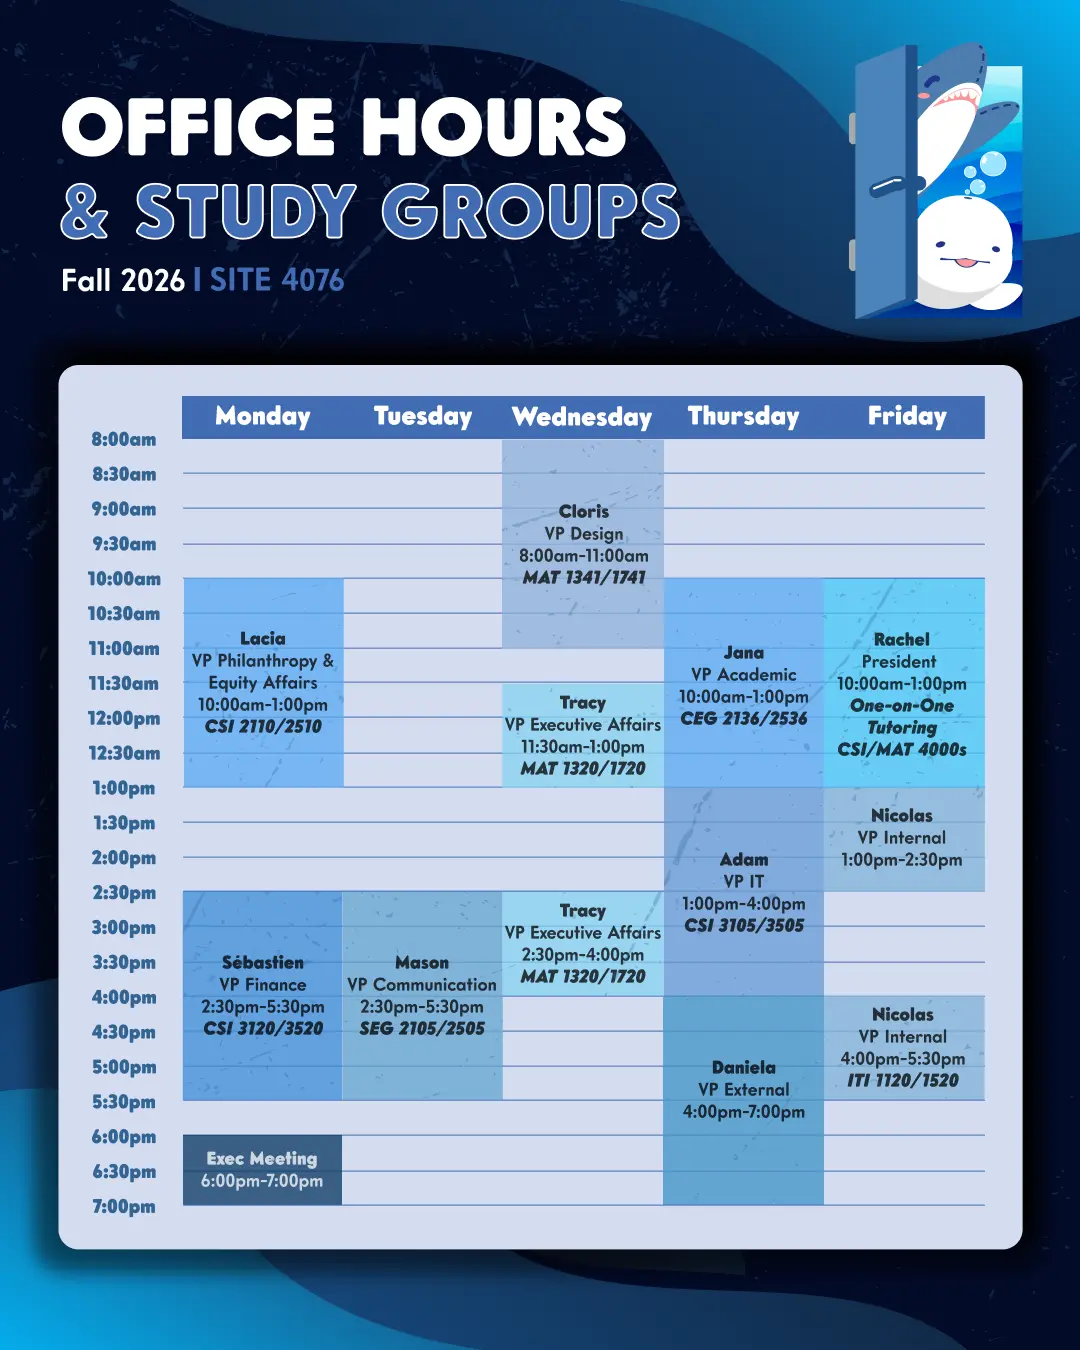 OFFICE HOURS
& STUDY GROUPS
Fall 2026 | SITE 4076
Monday Tuesday Wednesday Thursday Friday
8:00am
8:30am
9:00am
9:30am
10:00am
10:30am
11:00am
11:30am
12:00pm
12:30am
1:00pm
1:30pm
2:00pm
2:30pm
3:00pm
3:30pm
4:00pm
4:30pm
5:00pm
5:30pm
6:00pm
6:30pm
7:00pm
Lacia
VP Philanthropy &
Equity Affairs
10:00am-1:00pm
CSI 2110/2510
Sébastien
VP Finance
2:30pm-5:30pm
CSI 3120/3520
Exec Meeting
6:00pm-7:00pm
Mason
VP Communication
2:30pm-5:30pm
SEG 2105/2505
Cloris
VP Design
8:00am-11:00am
MAT 1341/1741
Tracy
VP Executive Affairs
11:30am-1:00pm
MAT 1320/1720
Tracy
VP Executive Affairs
2:30pm-4:00pm
MAT 1320/1720
Jana
VP Academic
10:00am-1:00pm
CEG 2136/2536
Adam
VP IT
1:00pm-4:00pm
CSI 3105/3505
Daniela
VP External
4:00pm-7:00pm
Rachel
President
10:00am-1:00pm
One-on-One
Tutoring
CSI/MAT 4000s
Nicolas
VP Internal
1:00pm-2:30pm
Nicolas
VP Internal
4:00pm-5:30pm
ITI 1120/1520